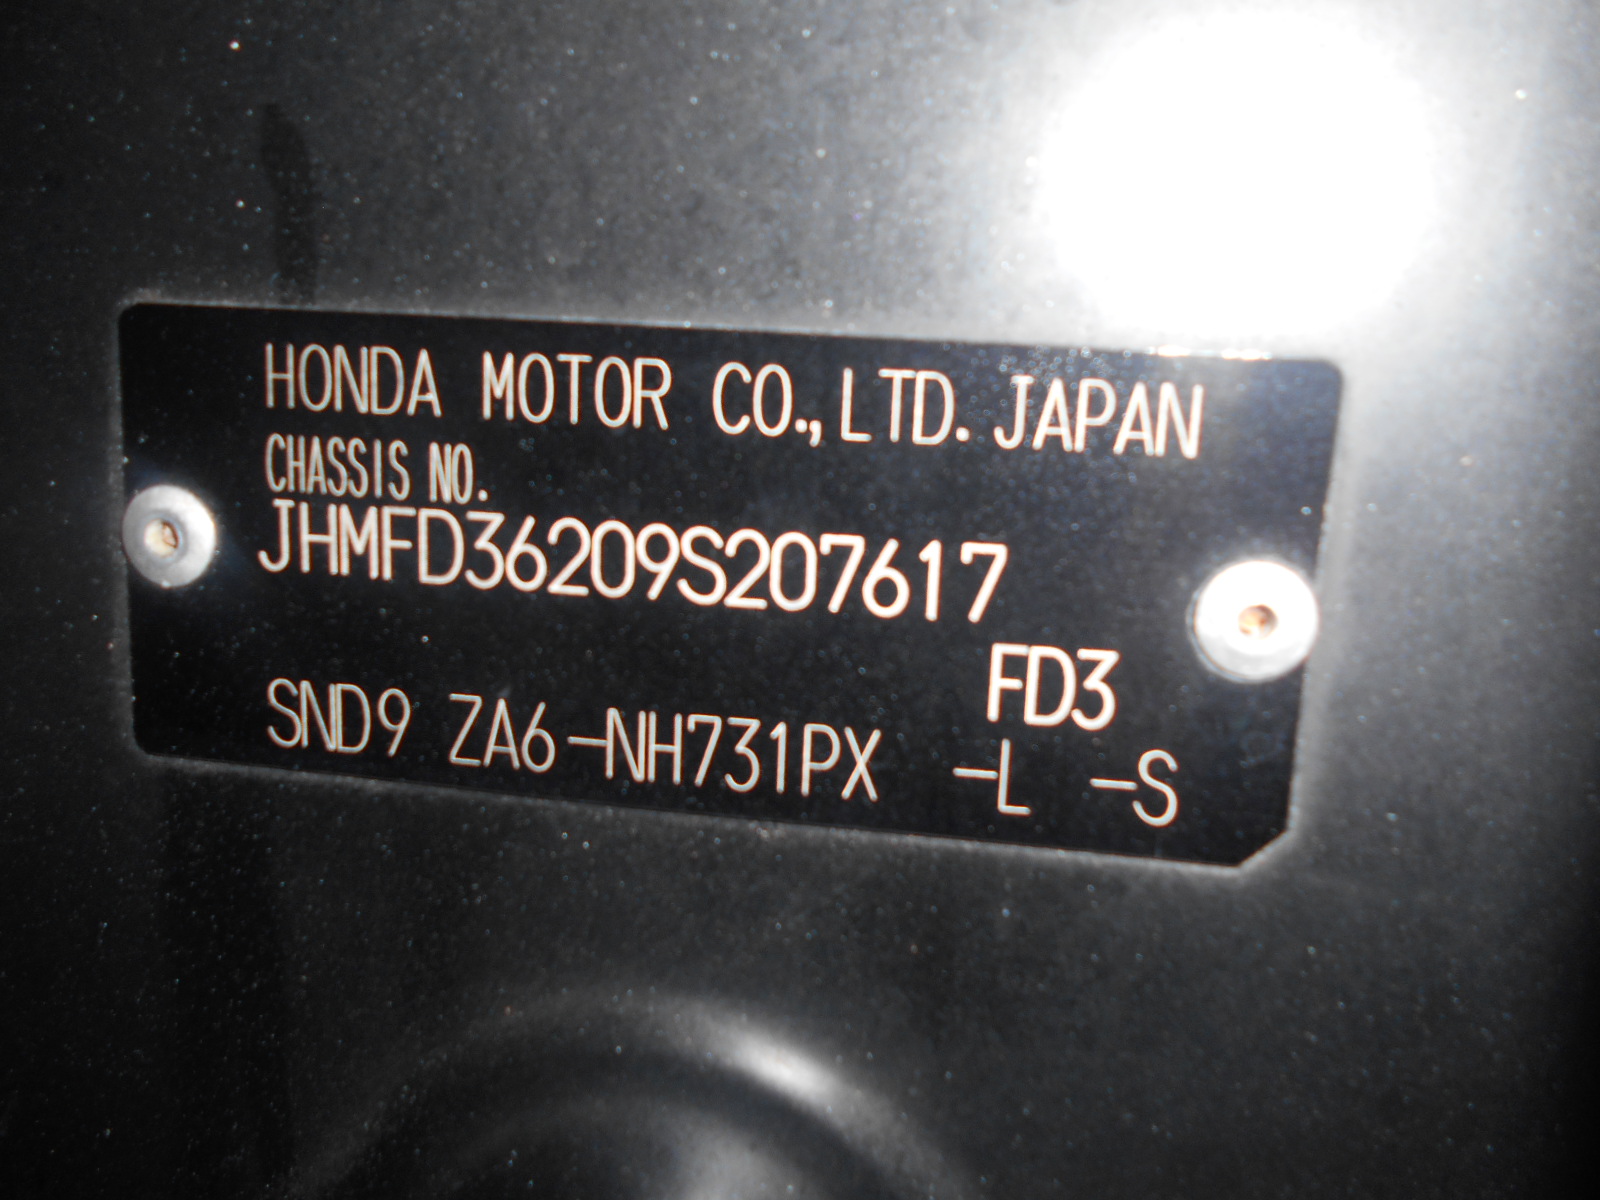 HONDA MOTOR CO.,LTD. JAPAN
CHASSIS NO.
JHMFD36209S207617
FD3
SND9 ZA6-NH731PX -L -S